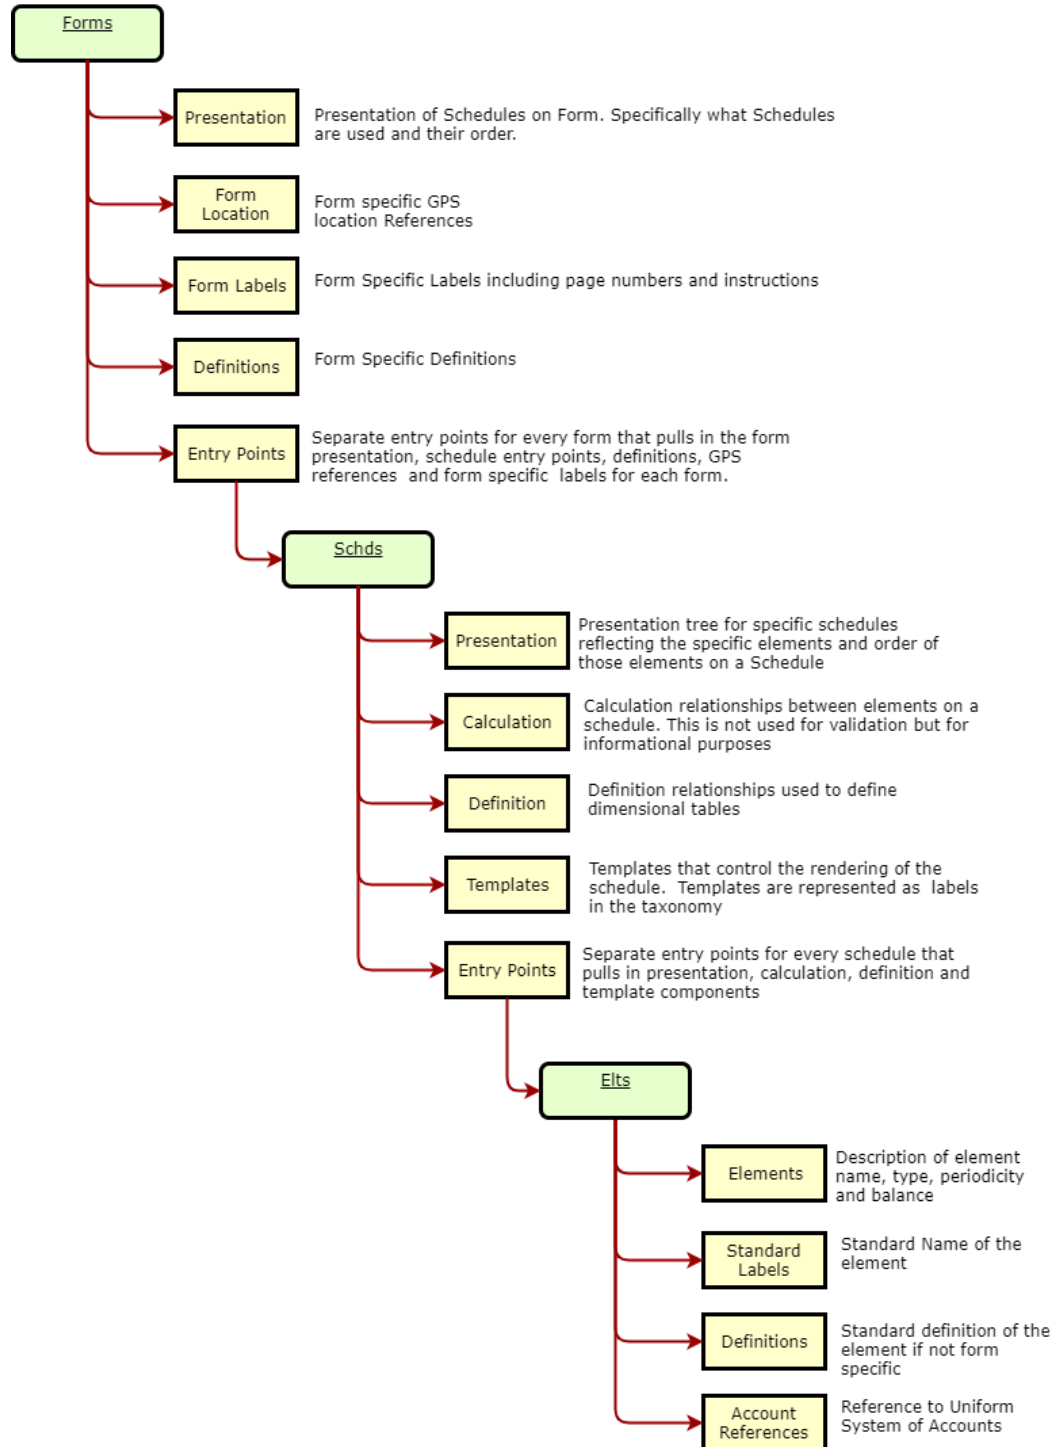 Forms
Presentation
Presentation of Schedules on Form. Specifically what Schedules
are used and their order.
Form
Location
Form specific GPS
location References
Form Labels
Form Specific Labels including page numbers and instructions
Definitions
Form Specific Definitions
Entry Points
Separate entry points for every form that pulls in the form
presentation, schedule entry points, definitions, GPS
references  and form specific  labels for each form.
Schds
Presentation
Presentation tree for specific schedules
reflecting the specific elements and order of
those elements on a Schedule
Calculation
Calculation relationships between elements on a
schedule. This is not used for validation but for
informational purposes
Definition
Definition relationships used to define
dimensional tables
Templates
Templates that control the rendering of the
schedule.  Templates are represented as  labels
in the taxonomy
Entry Points
Separate entry points for every schedule that
pulls in presentation, calculation, definition and
template components
Elts
Elements
Description of element
name, type, periodicity
and balance
Standard
Labels
Standard Name of the
element
Definitions
Standard definition of the
element if not form
specific
Account
References
Reference to Uniform
System of Accounts